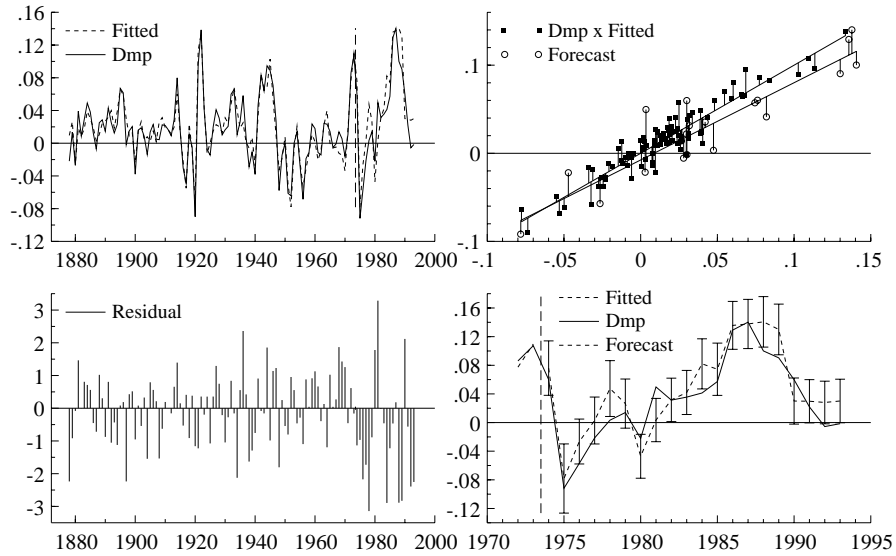 .16
.12
.08
.04
0
-.04
-.08
-.12
Fitted
Dmp
1880 1900 1920 1940 1960 1980 2000
.1
0
-.1
Dmp x Fitted
Forecast
-.1 -.05 0 .05 .1 .15
3
2
1
0
-1
-2
-3
Residual
1880 1900 1920 1940 1960 1980 2000
.16
.12
.08
.04
0
-.04
-.08
-.12
Fitted
Dmp
Forecast
1970 1975 1980 1985 1990 1995